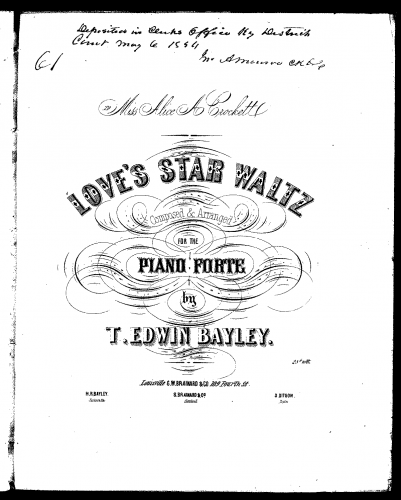 Deposited in Clerks Office Ky District
Court May 6 1854
61
To Miss Alice A Crockett
LOVE'S STAR WALTZ
Composed & Arranged
FOR THE
PIANO FORTE
by
T. EDWIN BAYLEY.
Louisville G.W. BRAINARD & CO. Fourth St.
H.R. BAYLEY. S. BRAINARD & CO. O. DITSON.